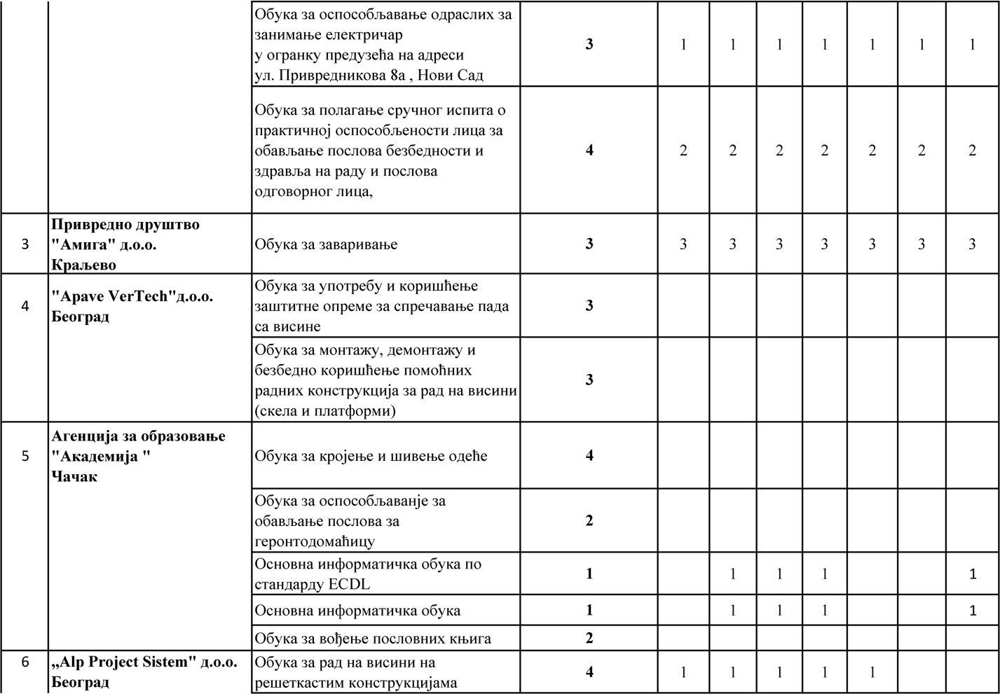 Обука за оспособљавање одраслих за
занимање електричар
у огранку предузећа на адреси
ул. Привредникова 8а , Нови Сад
3 1 1 1 1 1 1 1
Обука за полагање сручног испита о
практичној оспособљености лица за
обављање послова безбедности и
здравља на раду и послова
одговорног лица,
4 2 2 2 2 2 2 2
3
Привредно друштво
"Амига" д.о.о.
Краљево
Обука за заваривање
3 3 3 3 3 3 3 3
4
"Apave VerTech"д.о.о.
Београд
Обука за употребу и коришћење
заштитне опреме за спречавање пада
са висине
3
Обука за монтажу, демонтажу и
безбедно коришћење помоћних
радних конструкција за рад на висини
(скела и платформи)
3
5
Агенција за образовање
"Академија "
Чачак
Обука за кројење и шивење одеће
4
Обука за оспособљаванје за
обављање послова за
геронтодомаћицу
2
Основна информатичка обука по
стандарду ECDL
1 1 1 1 1
Основна информатичка обука
1 1 1 1 1
Обука за вођење пословних књига
2
6
„Alp Project Sistem" д.о.о.
Београд
Обука за рад на висини на
решеткастим конструкцијама
4 1 1 1 1 1